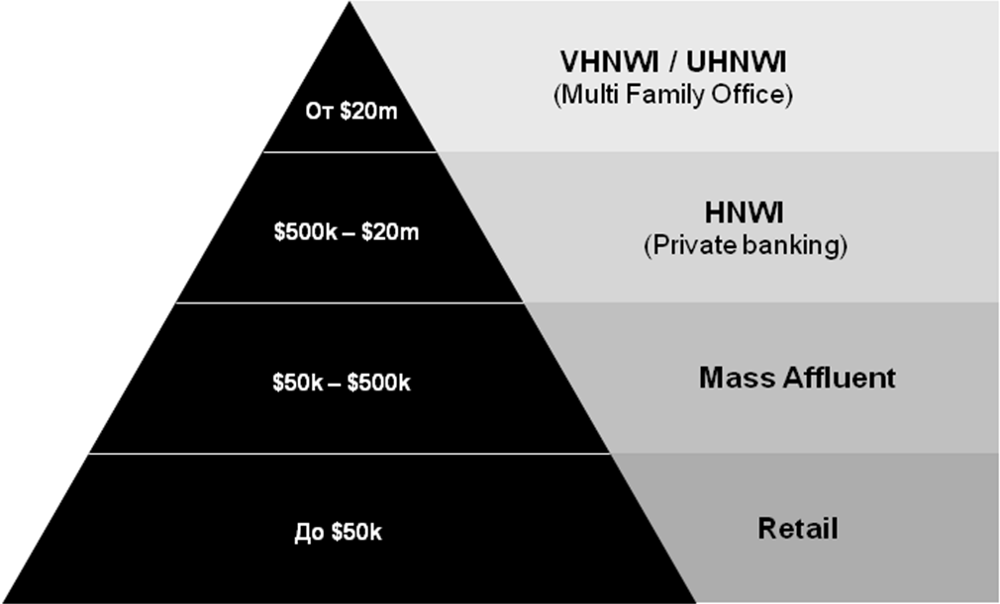 От $20m
VHNWI / UHNWI
(Multi Family Office)
$500k – $20m
HNWI
(Private banking)
$50k – $500k
Mass Affluent
До $50k
Retail